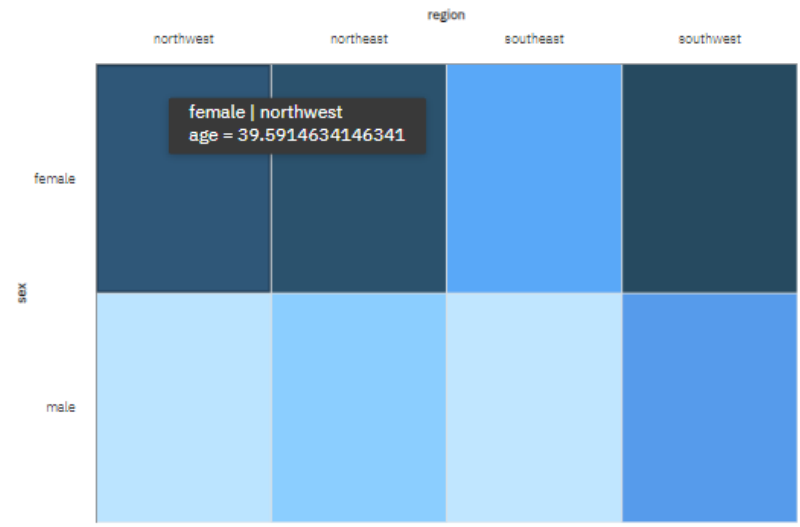 region
northwest northeast southeast southwest
female | northwest
age = 39.5914634146341
female
sex
male